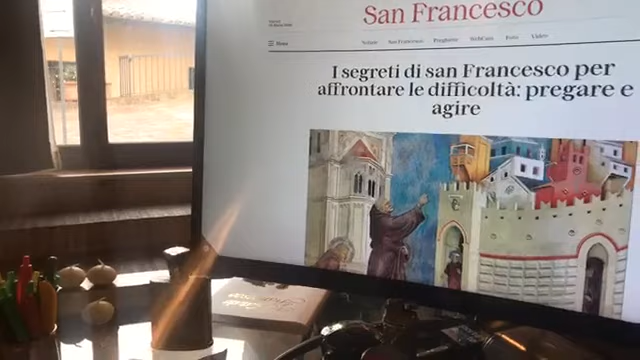 San Francesco
Menu
Notizie San Francesco Preghiere WebCam Foto Video
I segreti di san Francesco per
affrontare le difficoltà: pregare e
agire